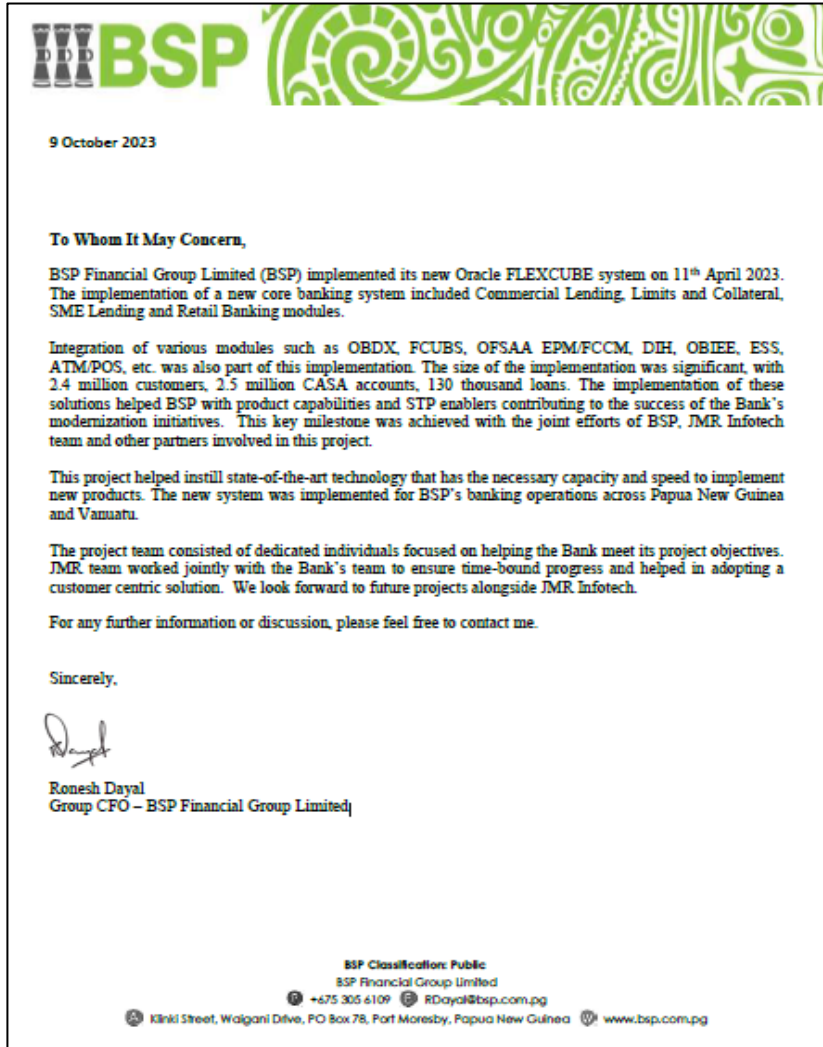 BSP
9 October 2023
To Whom It May Concern,
BSP Financial Group Limited (BSP) implemented its new Oracle FLEXCUBE system on 11th April 2023.
The implementation of a new core banking system included Commercial Lending, Limits and Collateral,
SME Lending and Retail Banking modules.
Integration of various modules such as OBDX, FCUBS, OFSAA EPM/FCCM, DIH, OBIEE, ESS,
ATM/POS, etc. was also part of this implementation. The size of the implementation was significant, with
2.4 million customers, 2.5 million CASA accounts, 130 thousand loans. The implementation of these
solutions helped BSP with product capabilities and STP enablers contributing to the success of the Bank's
modernization initiatives. This key milestone was achieved with the joint efforts of BSP, JMR Infotech
team and other partners involved in this project.
This project helped instill state-of-the-art technology that has the necessary capacity and speed to implement
new products. The new system was implemented for BSP's banking operations across Papua New Guinea
and Vanuatu.
The project team consisted of dedicated individuals focused on helping the Bank meet its project objectives.
JMR team worked jointly with the Bank's team to ensure time-bound progress and helped in adopting a
customer centric solution. We look forward to future projects alongside JMR Infotech.
For any further information or discussion, please feel free to contact me.
Sincerely,
Ronesh Dayal
Group CFO – BSP Financial Group Limited
BSP Classification: Public
BSP Financial Group Limited
+675 305 6109 RDayal@bsp.com.pg
Klinki Street, Waigani Drive, PO Box 78, Port Moresby, Papua New Guinea www.bsp.com.pg